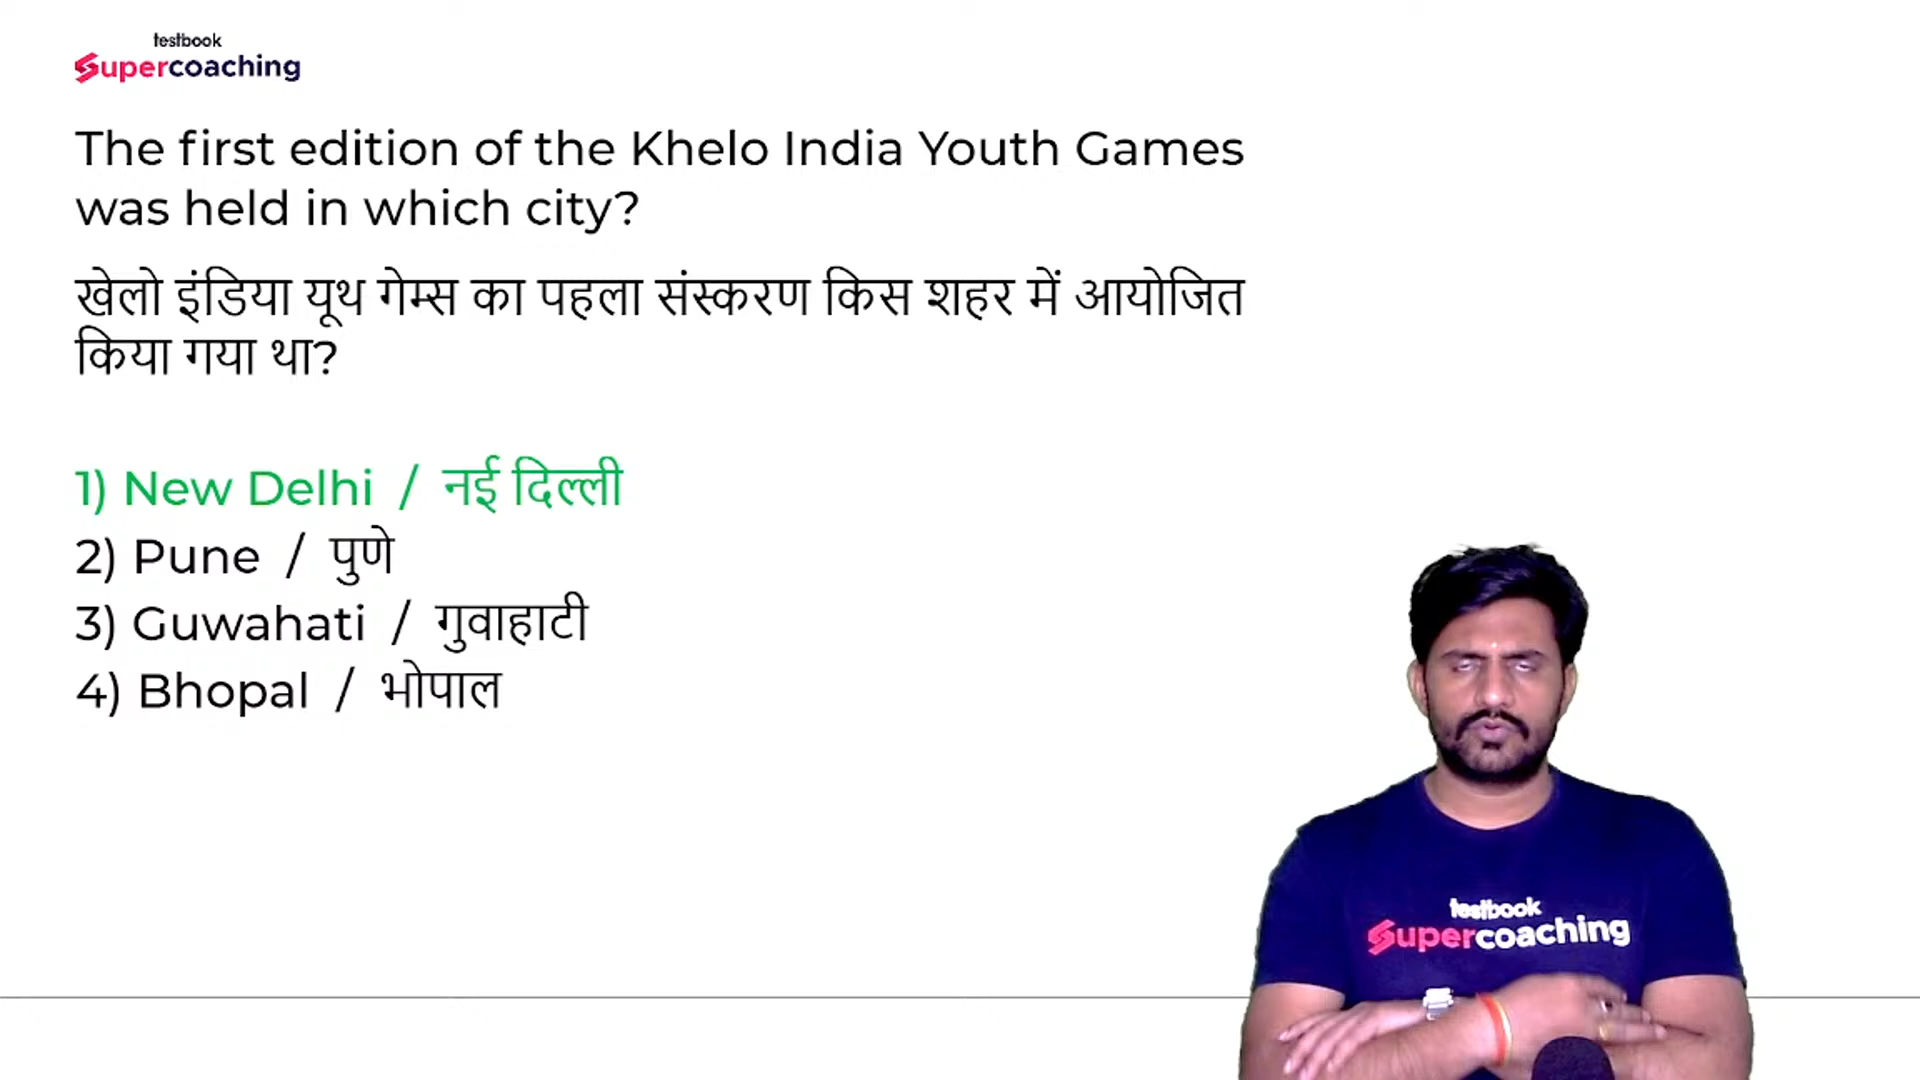 testbook
Supercoaching
The first edition of the Khelo India Youth Games
was held in which city?
खेलो इंडिया यूथ गेम्स का पहला संस्करण किस शहर में आयोजित
किया गया था?
1) New Delhi / नई दिल्ली
2) Pune / पुणे
3) Guwahati / गुवाहाटी
4) Bhopal / भोपाल
testbook
Supercoaching